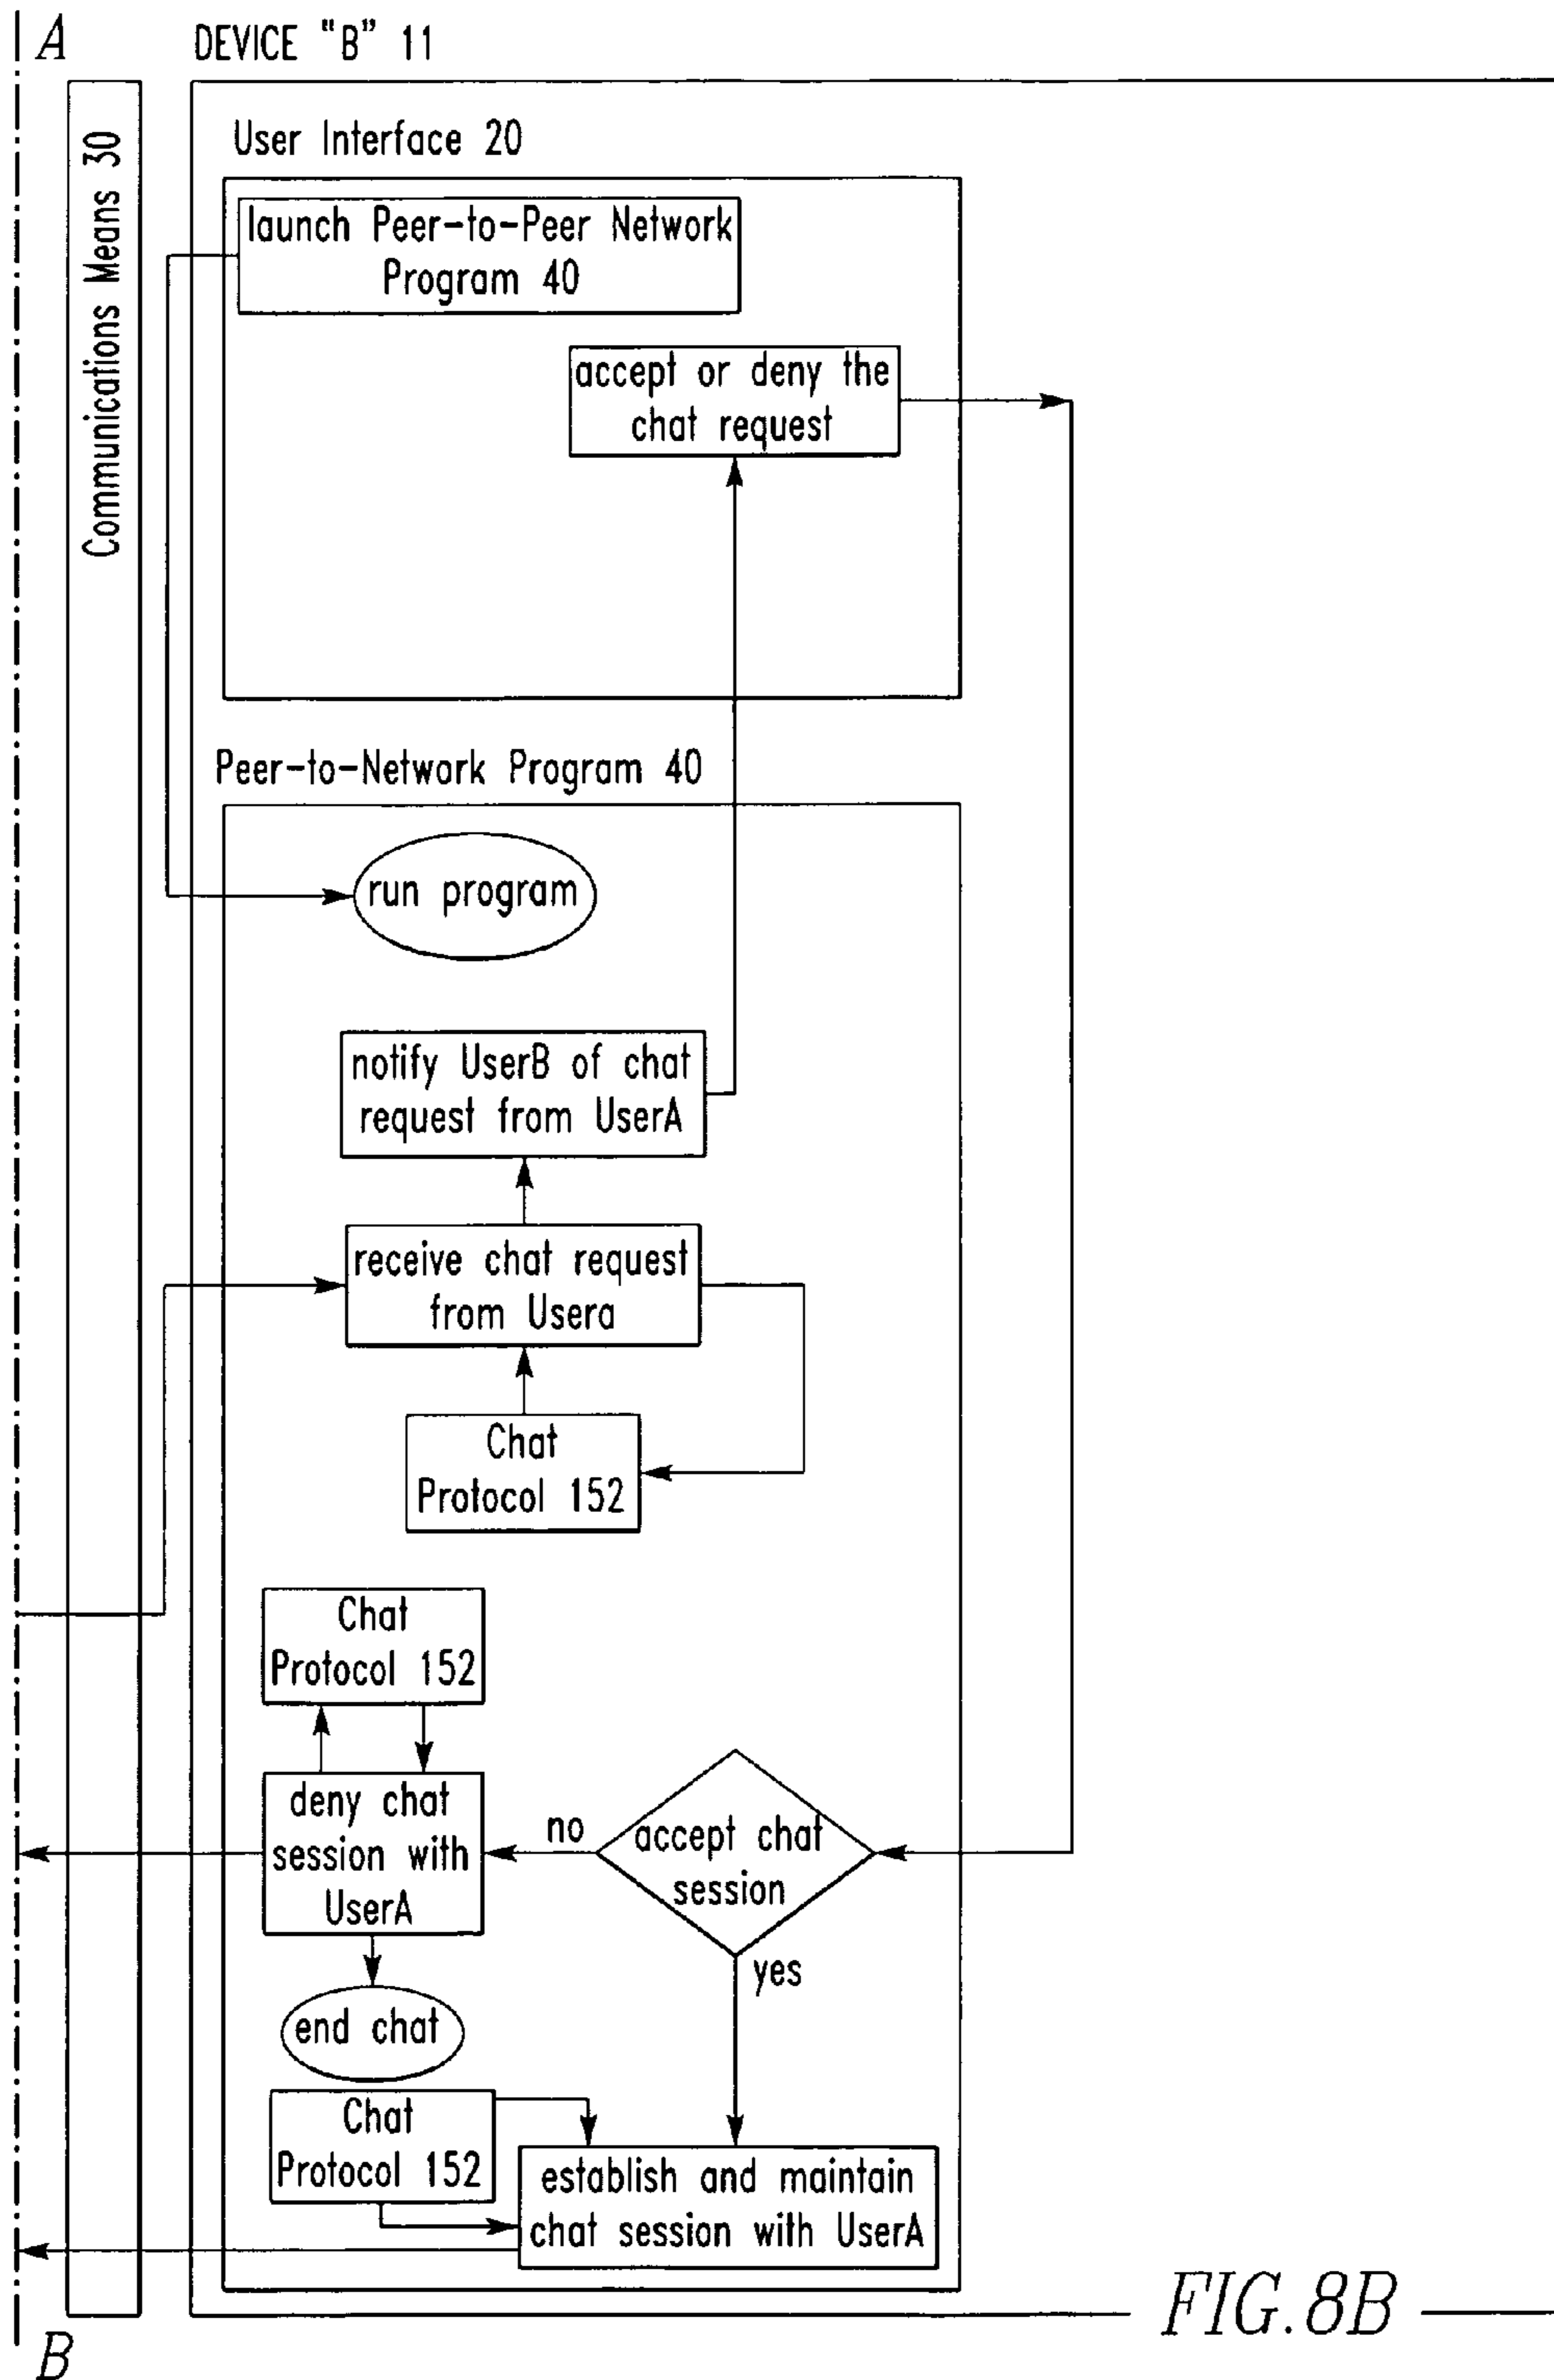 A
DEVICE "B" 11
Communications Means 30
User Interface 20
launch Peer-to-Peer Network
Program 40
accept or deny the
chat request
Peer-to-Network Program 40
run program
notify UserB of chat
request from UserA
receive chat request
from Usera
Chat
Protocol 152
Chat
Protocol 152
deny chat
session with
UserA
no
accept chat
session
yes
end chat
Chat
Protocol 152
establish and maintain
chat session with UserA
FIG. 8B
B